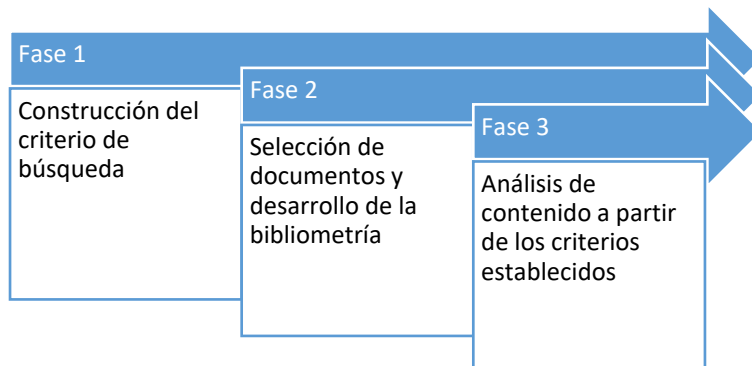 Fase 1
Construcción del
criterio de
búsqueda
Fase 2
Selección de
documentos y
desarrollo de la
bibliometría
Fase 3
Análisis de
contenido a partir
de los criterios
establecidos